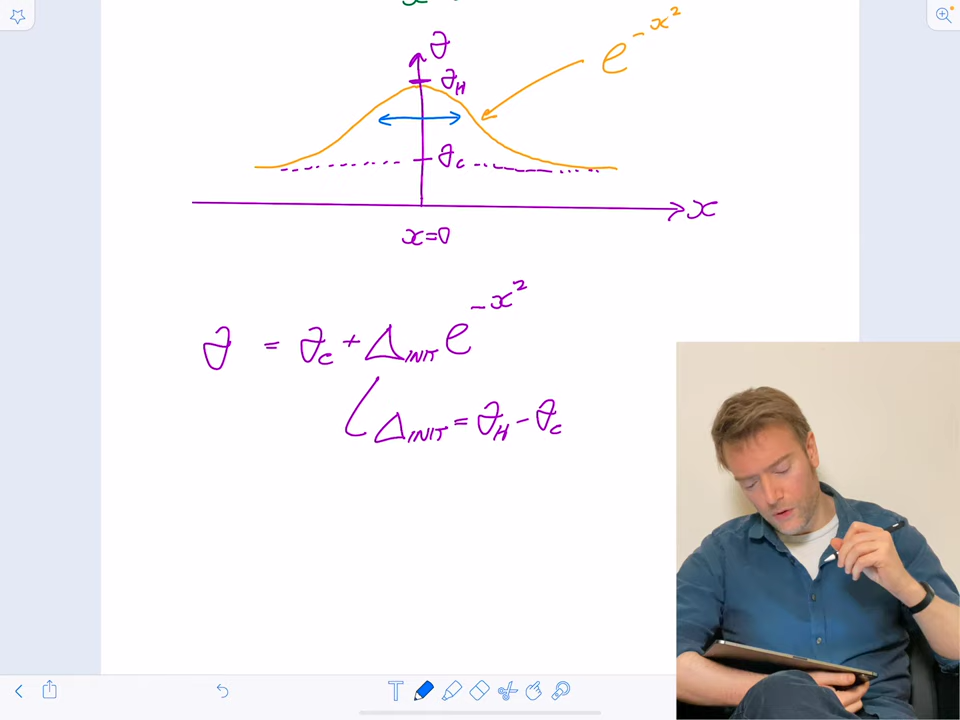 e^{-x^2}
ϑ
ϑ_H
ϑ_C
x
x=0
ϑ = ϑ_C + Δ_INIT e^{-x^2}
Δ_INIT = ϑ_H - ϑ_C
T